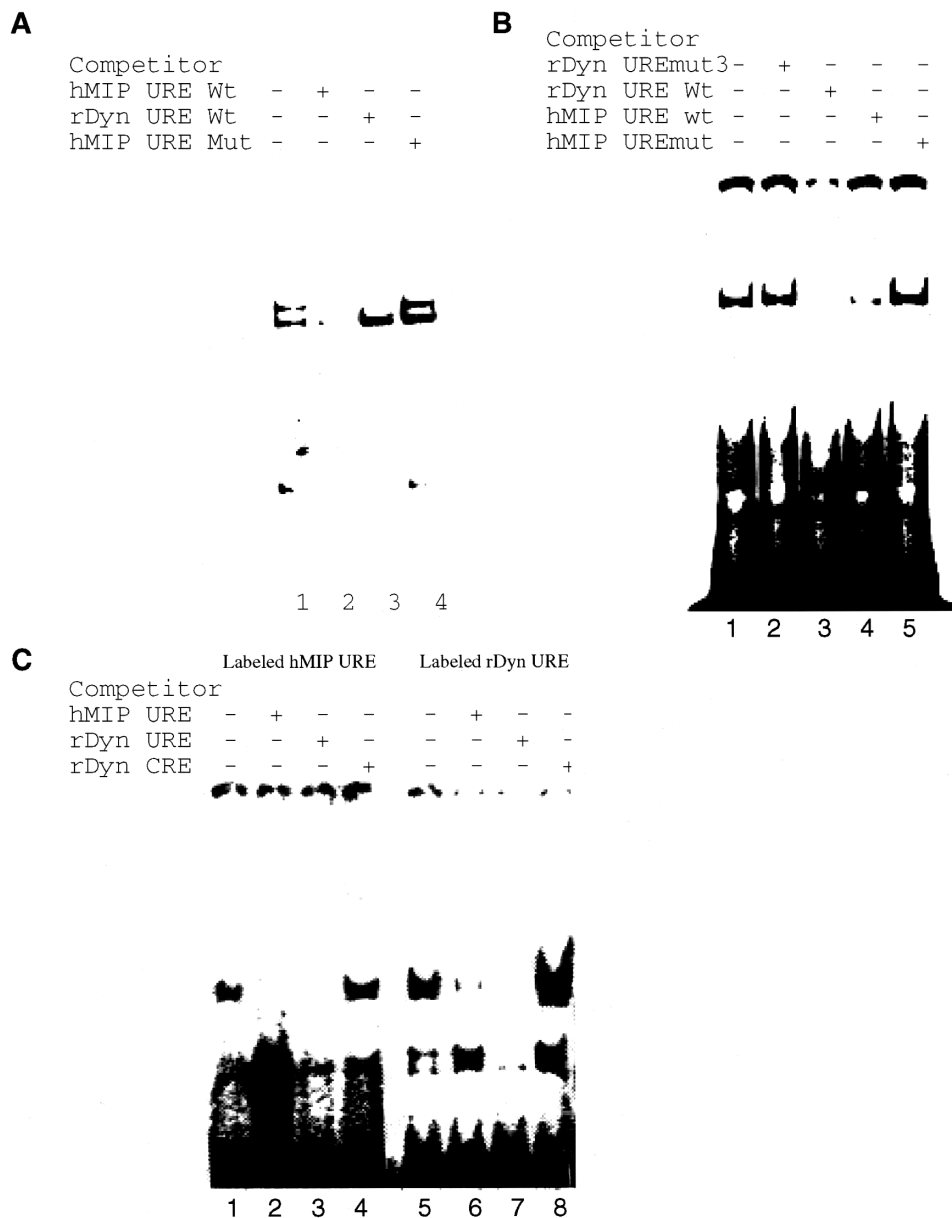 A
Competitor
hMIP URE Wt - + - -
rDyn URE Wt - - + -
hMIP URE Mut - - - +
1 2 3 4
B
Competitor
rDyn UREmut3 - + - - -
rDyn URE Wt - - + - -
hMIP URE wt - - - + -
hMIP UREmut - - - - +
1 2 3 4 5
C
Labeled hMIP URE Labeled rDyn URE
Competitor
hMIP URE - + - - - + - -
rDyn URE - - + - - - + -
rDyn CRE - - - + - - - +
1 2 3 4 5 6 7 8